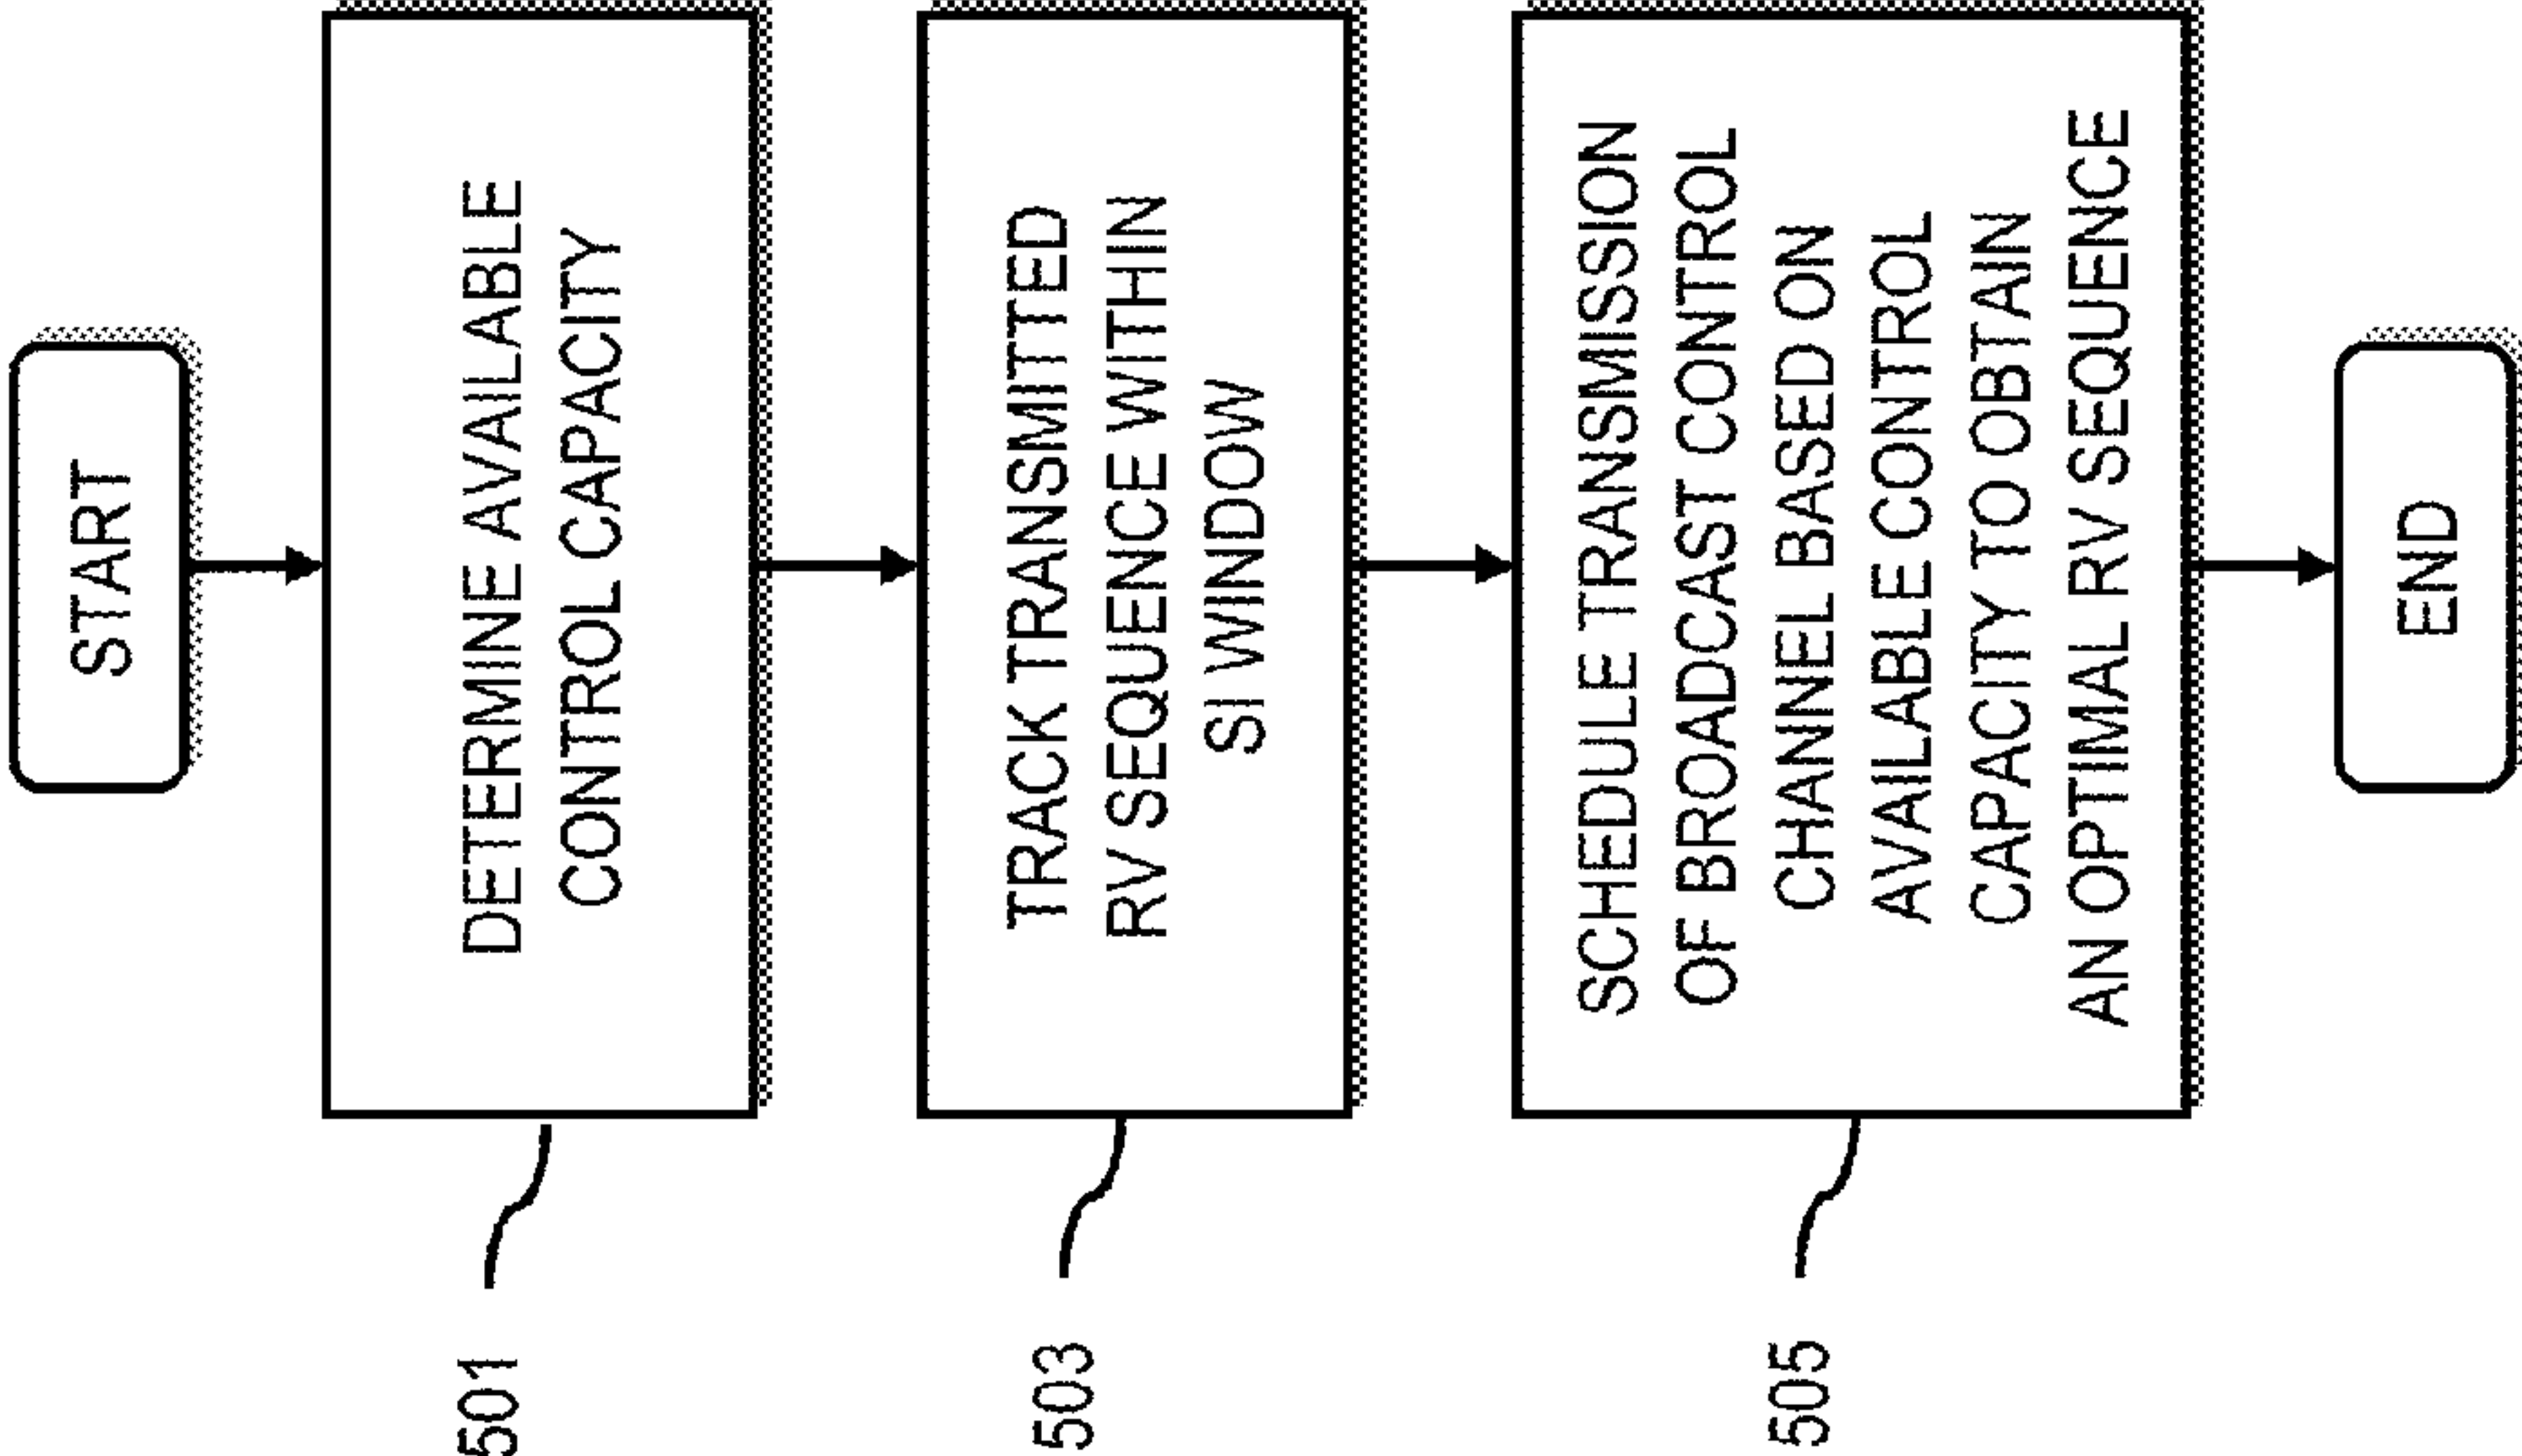 START
501
DETERMINE AVAILABLE
CONTROL CAPACITY
503
TRACK TRANSMITTED
RV SEQUENCE WITHIN
SI WINDOW
505
SCHEDULE TRANSMISSION
OF BROADCAST CONTROL
CHANNEL BASED ON
AVAILABLE CONTROL
CAPACITY TO OBTAIN
AN OPTIMAL RV SEQUENCE
END